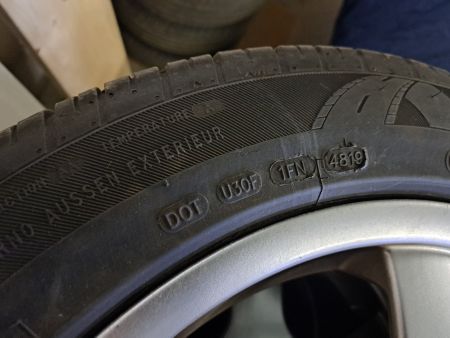 TEMPERATURE
AUSSEN EXTERIEUR
DOT U30F 1FN 4819